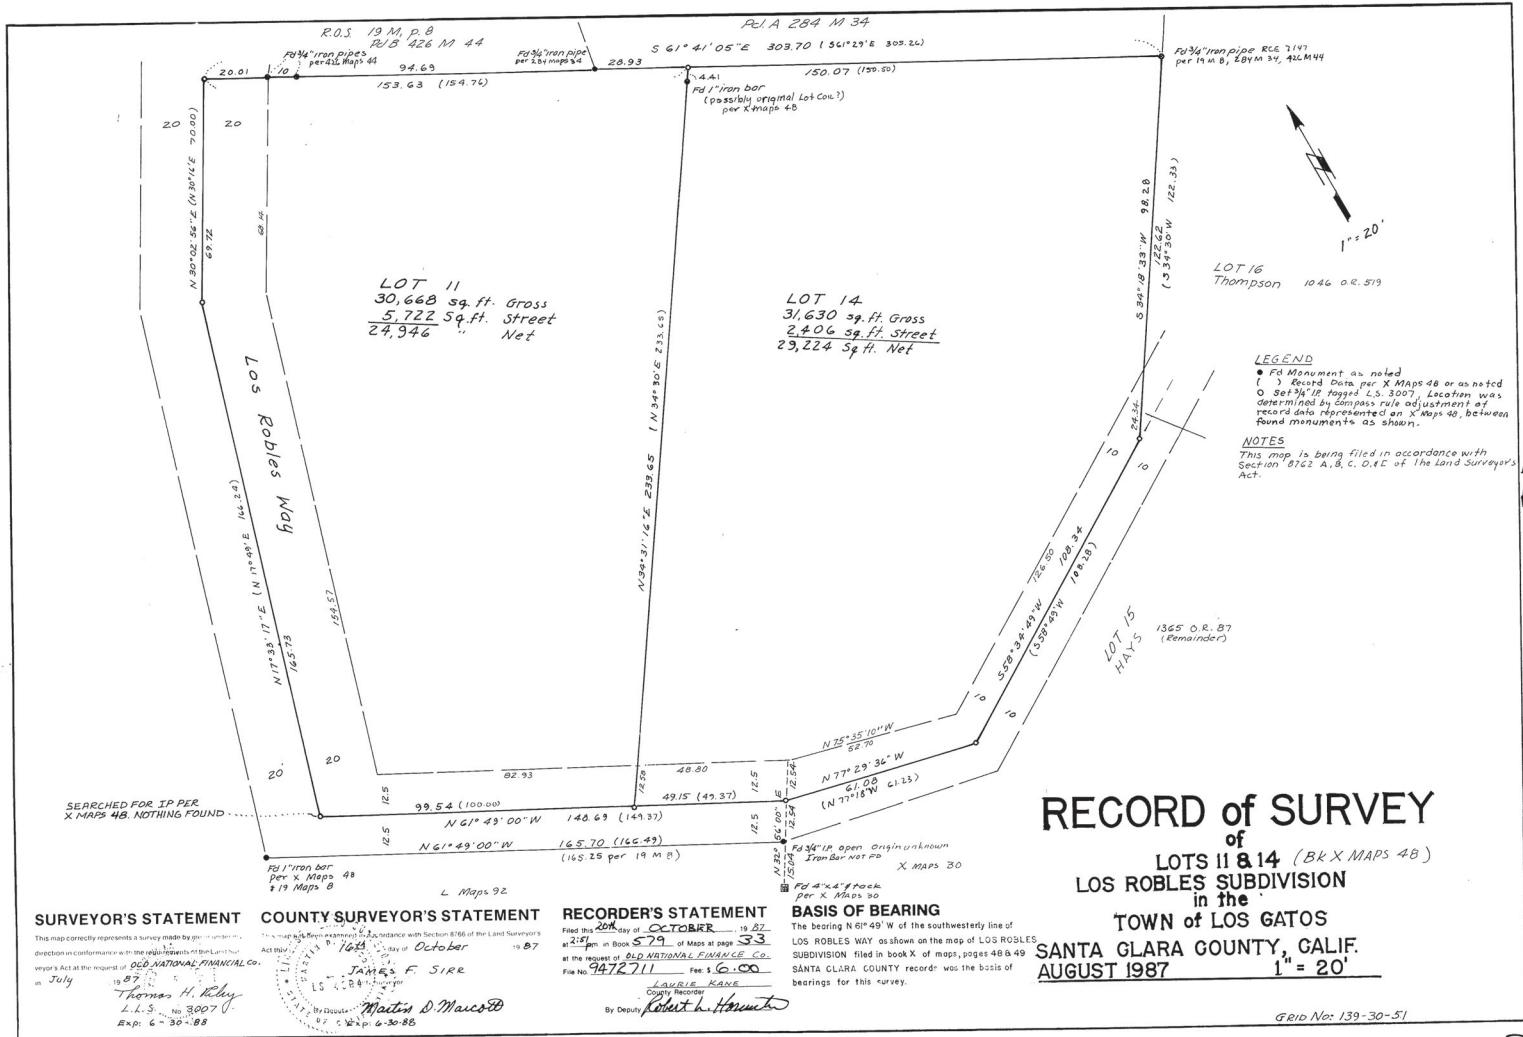 R.O.S. 19 M, p. 8
Pcl B 426 M 44
Pcl. A 284 M 34
S 61° 41' 05" E 303.70 ( S61°29'E 305.26)
Fd 3/4" iron pipes
per 426 Maps 44
Fd 3/4" iron pipe
per 284 Maps 34
Fd 3/4" iron pipe RCE 7147
per 19 M 8, 284 M 34, 426 M 44
20.01
10
94.69
28.93
153.63 (154.76)
4.41
150.07 (150.50)
Fd 1" iron bar
(possibly original Lot Cor.?)
per X Maps 48
20
20
N 30° 20' 56" E (N 30° 16' E 70.00)
69.72
68.14
LOT 11
30,668 sq. ft. Gross
5,722 Sq. ft. Street
24,946 " Net
LOT 14
31,630 sq. ft. Gross
2,406 sq. ft. Street
29,224 Sq ft. Net
N 34° 31' 16" E 233.65 ( N 34° 30' E 233.65)
S 34° 18' 33" W 98.28
122.62
( S 34° 30' W 122.33)
24.34
1" = 20'
LOT 16
Thompson 1046 O.R. 519
LEGEND
● Fd Monument as noted
( ) Record Data per X MAPS 48 or as noted
O Set 3/4" I.P. tagged L.S. 3007, Location was
determined by compass rule adjustment of
record data represented on X Maps 48, between
found monuments as shown.
NOTES
This map is being filed in accordance with
Section 8762 A, B, C, D, & E of the Land Surveyor's
Act.
Los Robles Way
N 17° 33' 17" E ( N 17° 49' E 166.24)
165.73
154.57
10
10
126.50
S 58° 34' 49" W 108.34
(S 58° 49' W 108.28)
10
10
LOT 15
HAYS
1365 O.R. 87
(Remainder)
N 75° 35' 10" W
52.70
N 77° 29' 36" W
61.08
(N 77° 18' W 61.23)
20
20
82.93
48.80
12.5
12.50
12.5
12.54
99.54 (100.00)
49.15 (49.37)
N 61° 49' 00" W 148.69 (149.37)
12.5
12.5
12.54
N 61° 49' 00" W 165.70 (166.49)
(165.25 per 19 M 8)
N 32° 56' 00" E
15.04
SEARCHED FOR IP PER
X MAPS 48. NOTHING FOUND
Fd 1" iron bar
per X Maps 48
& 19 Maps 8
L Maps 92
Fd 3/4" I.P. open Origin unknown
Iron Bar NOT FD
X MAPS 30
Fd 4"x4" & tack
per X MAPS 30
RECORD of SURVEY
of
LOTS 11 & 14 (BK X MAPS 48)
LOS ROBLES SUBDIVISION
in the
TOWN of LOS GATOS
SANTA CLARA COUNTY, CALIF.
AUGUST 1987 1" = 20'
GRID No: 139-30-51
SURVEYOR'S STATEMENT
This map correctly represents a survey made by me or under my
direction in conformance with the requirements of the Land Sur-
veyor's Act at the request of OLD NATIONAL FINANCIAL Co.
in July 19 87
Thomas H. Riley
L.L.S. No 3007
Exp: 6-30-88
COUNTY SURVEYOR'S STATEMENT
This map has been examined in accordance with Section 8766 of the Land Surveyor's
Act this 16th day of October 19 87
JAMES F. SIRR
County Surveyor
By Deputy Martin D. Marcott
Exp: 6-30-88
RECORDER'S STATEMENT
Filed this 20th day of OCTOBER 19 87
at 2:51 pm in Book 579 of Maps at page 33
at the request of OLD NATIONAL FINANCE Co.
File No. 9472711 Fee: $ 6.00
LAURIE KANE
County Recorder
By Deputy Robert L.
BASIS OF BEARING
The bearing N 61° 49' W of the southwesterly line of
LOS ROBLES WAY as shown on the map of LOS ROBLES
SUBDIVISION filed in book X of maps, pages 48 & 49
SANTA CLARA COUNTY records was the basis of
bearings for this survey.